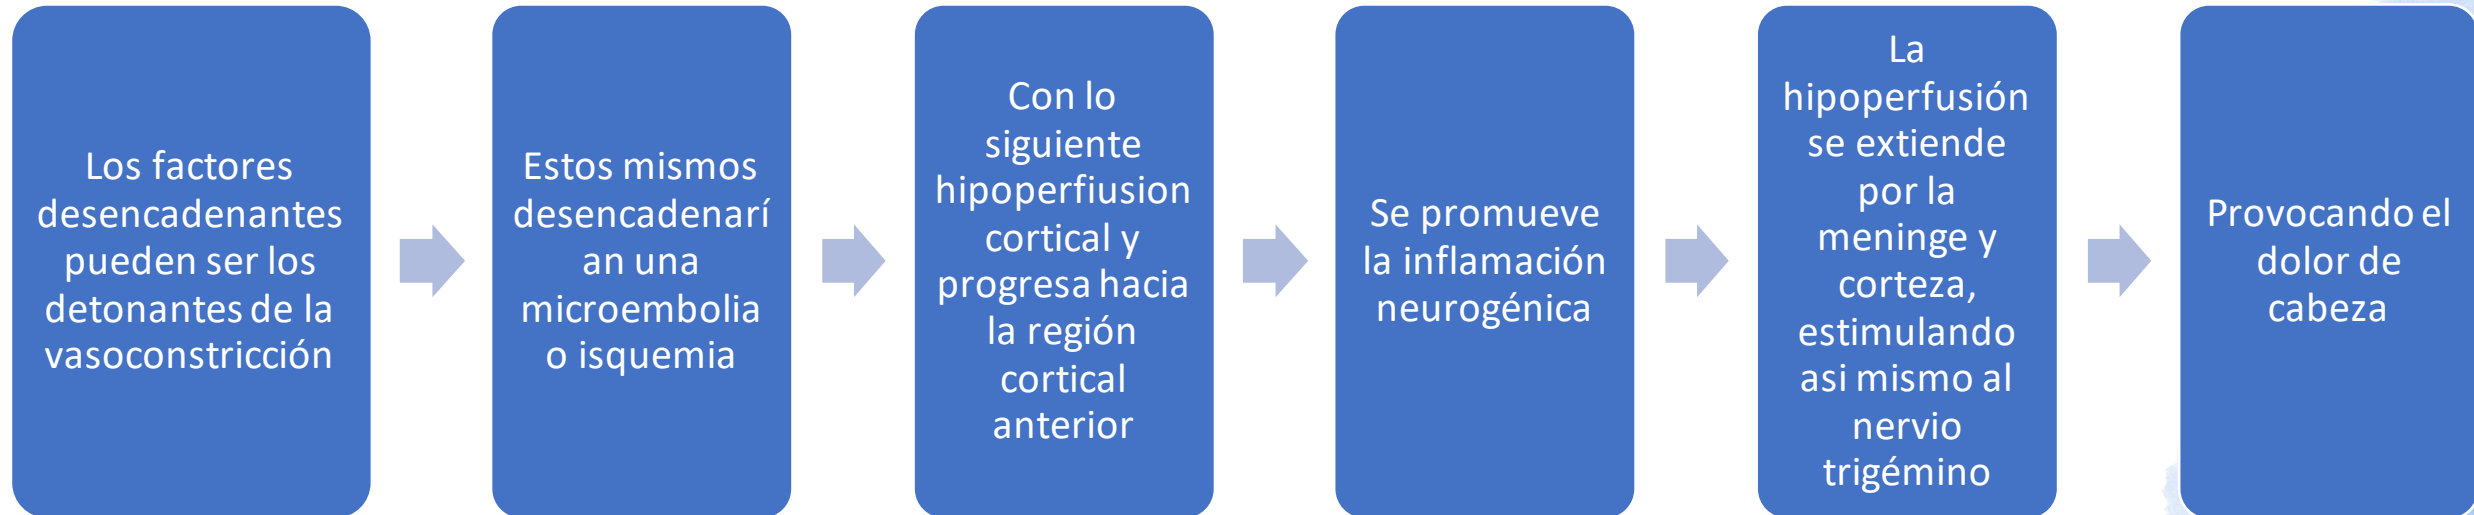 Los factores
desencadenantes
pueden ser los
detonantes de la
vasoconstricción
Estos mismos
desencadenarí
an una
microembolia
o isquemia
Con lo
siguiente
hipoperfiusion
cortical y
progresa hacia
la región
cortical
anterior
Se promueve
la inflamación
neurogénica
La
hipoperfusión
se extiende
por la
meninge y
corteza,
estimulando
asi mismo al
nervio
trigémino
Provocando el
dolor de
cabeza